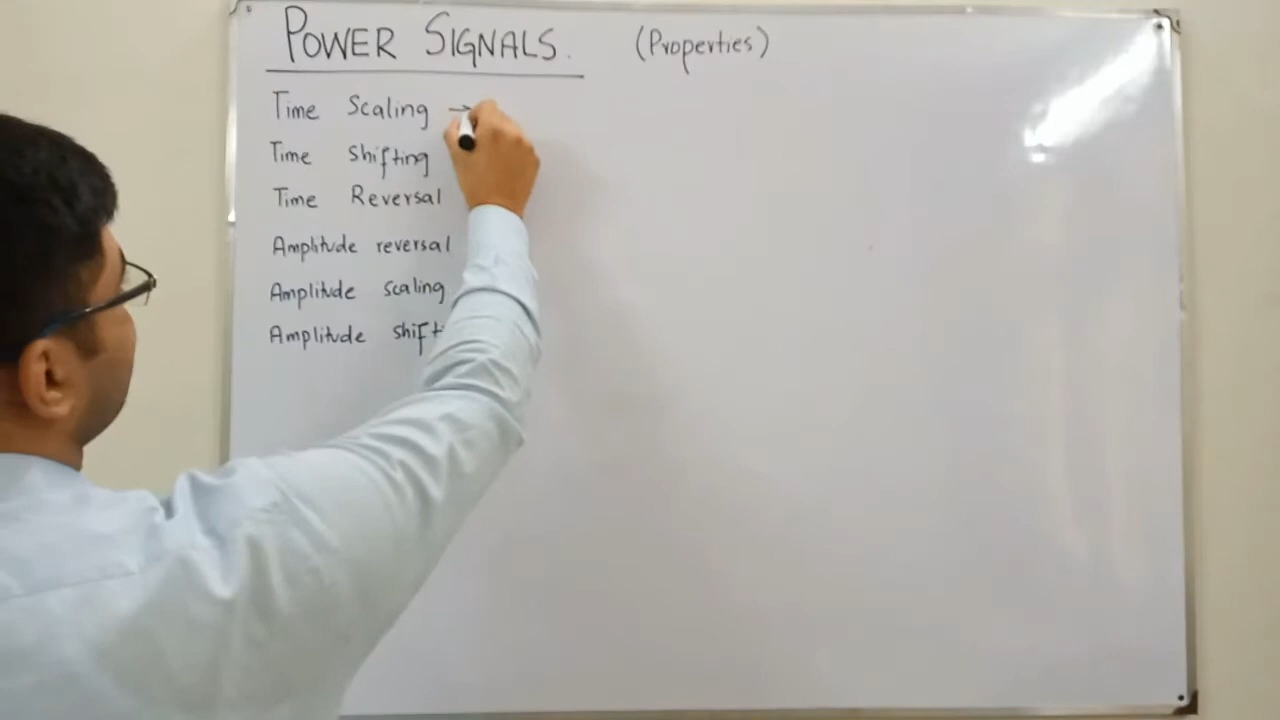 POWER SIGNALS. (Properties)
Time Scaling →
Time Shifting
Time Reversal
Amplitude reversal
Amplitude scaling
Amplitude